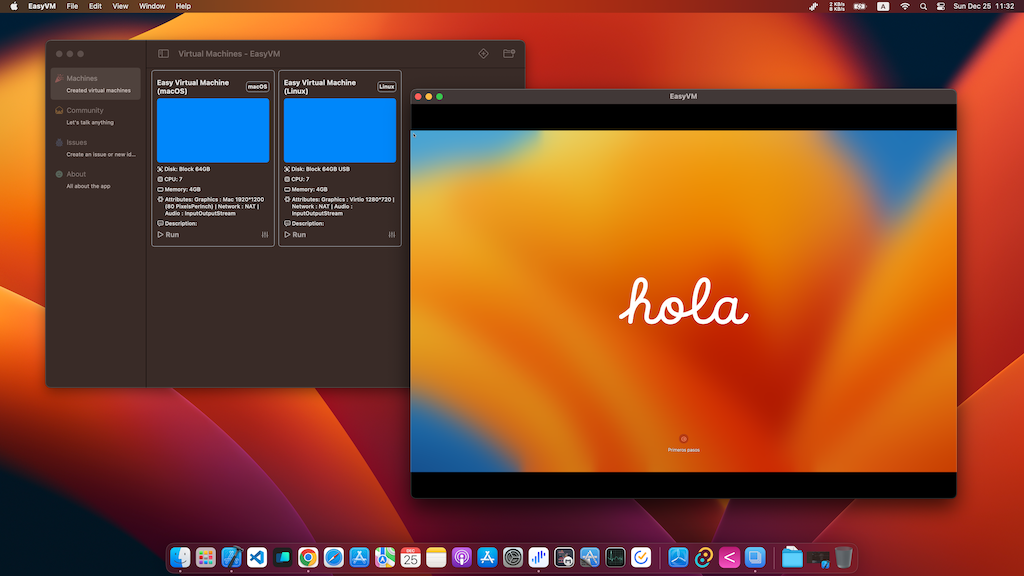 EasyVM File Edit View Window Help
2 KB/s
8 KB/s
A
Sun Dec 25 11:32
Virtual Machines - EasyVM
Machines
Created virtual machines
Community
Let's talk anything
Issues
Create an issue or new id...
About
All about the app
Easy Virtual Machine
(macOS)
macOS
Disk: Block 64GB
CPU: 7
Memory: 4GB
Attributes: Graphics : Mac 1920*1200
(80 PixelsPerInch) | Network : NAT |
Audio : InputOutputStream
Description:
Run
Easy Virtual Machine
(Linux)
Linux
Disk: Block 64GB USB
CPU: 7
Memory: 4GB
Attributes: Graphics : Virtio 1280*720 |
Network : NAT | Audio :
InputOutputStream
Description:
Run
EasyVM
hola
Primeros pasos
25